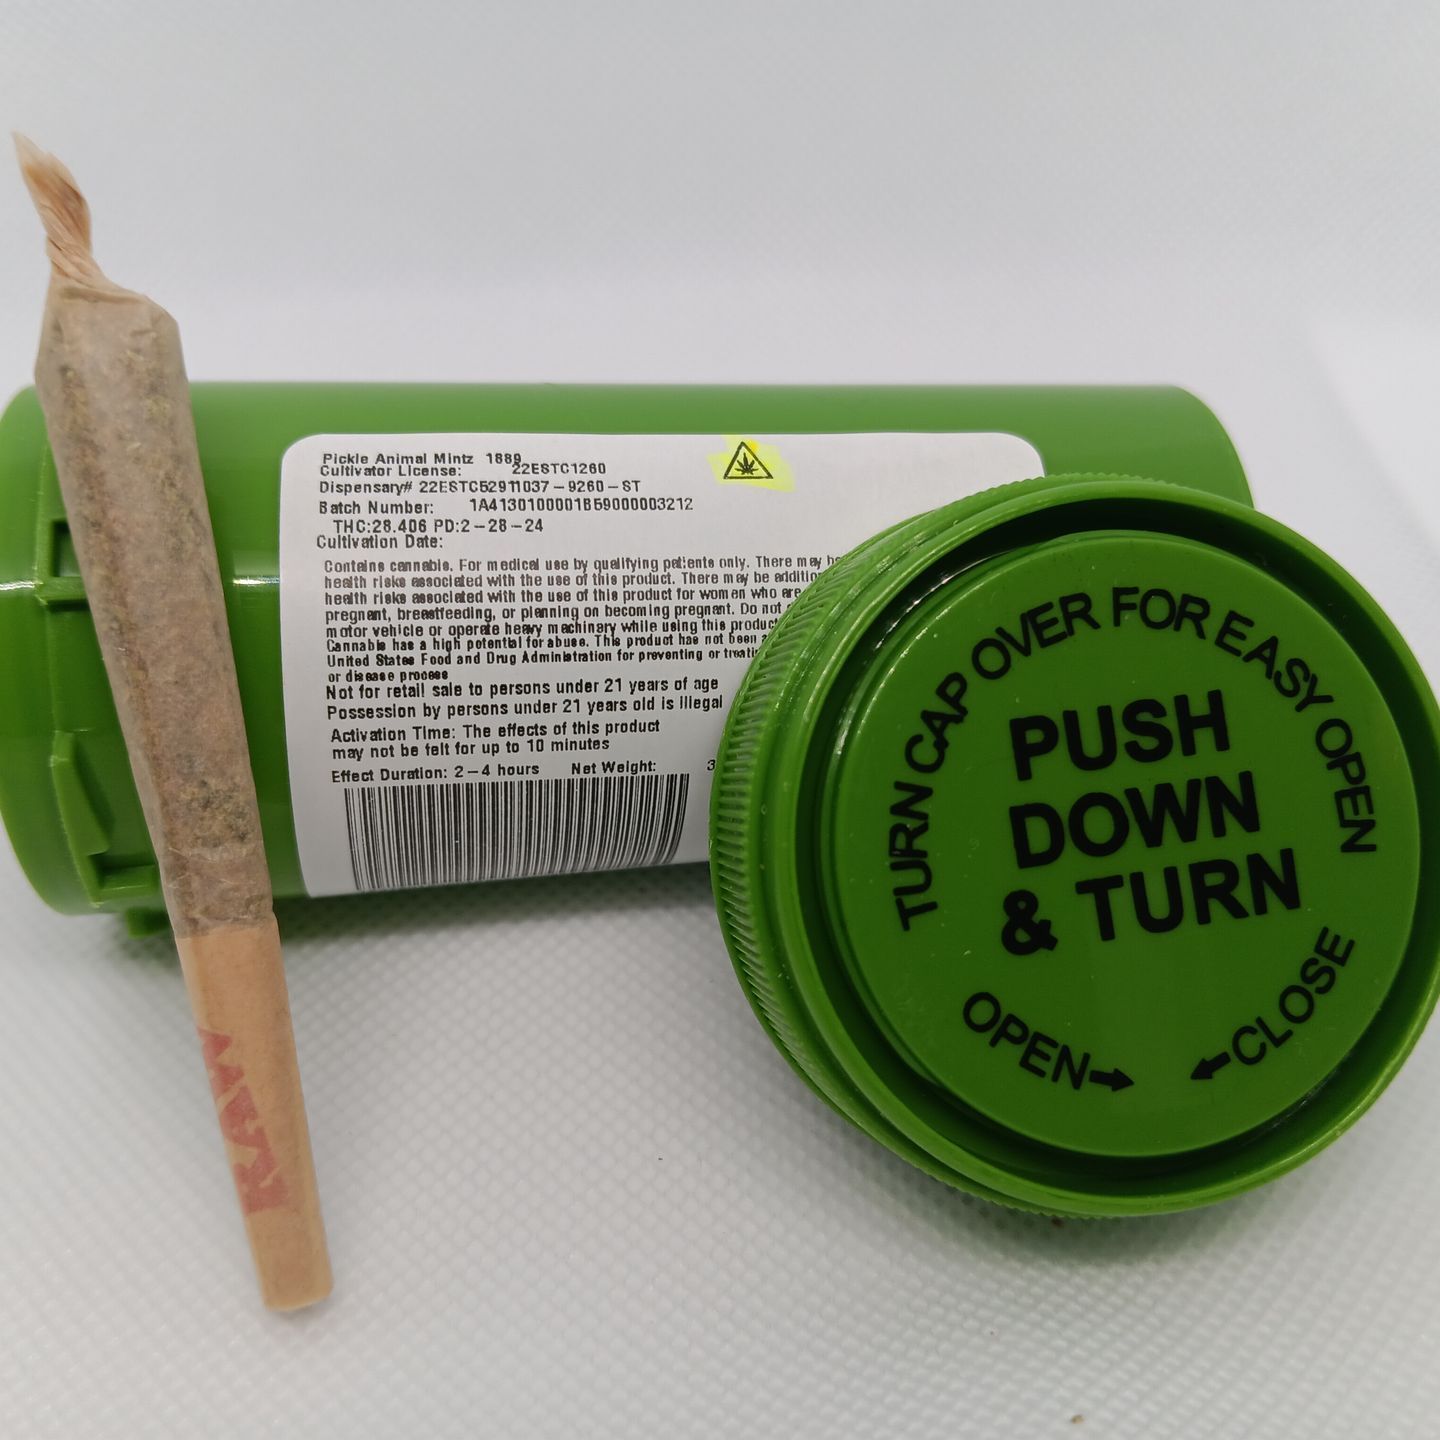 Pickle Animal Mintz 1889
Cultivator License: 22ESTC1260
Dispensary# 22ESTC52911037-9260-ST
Batch Number: 1A4130100001B59000003212
THC:28.406 PD:2-28-24
Cultivation Date:
Contains cannabis. For medical use by qualifying patients only. There may
health risks associated with the use of this product. There may be
health risks associated with the use of this product for women who are
pregnant, breastfeeding, or planning on becoming pregnant. Do not
motor vehicle or operate heavy machinery while using this product
Cannabis has a high potential for abuse. This product has not been
United States Food and Drug Administration for preventing or
or disease process
Not for retail sale to persons under 21 years of age
Possession by persons under 21 years old is illegal
Activation Time: The effects of this product
may not be felt for up to 10 minutes
Effect Duration: 2-4 hours Net Weight: 3
TURN CAP OVER FOR EASY OPEN
PUSH
DOWN
& TURN
OPEN→ ←CLOSE
RAW